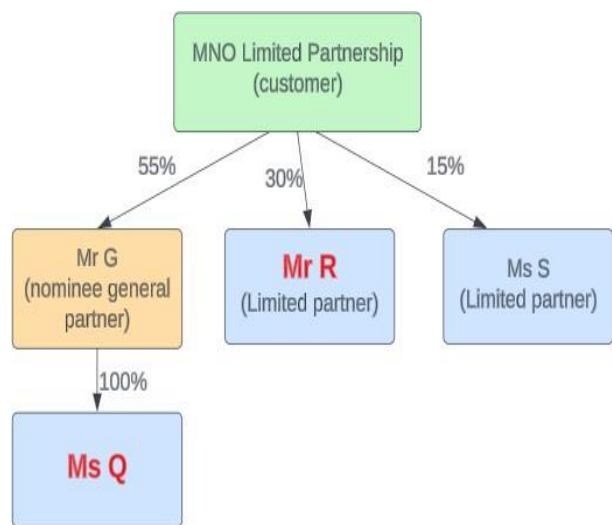 MNO Limited Partnership
(customer)
55%
30%
15%
Mr G
(nominee general
partner)
Mr R
(Limited partner)
Ms S
(Limited partner)
100%
Ms Q